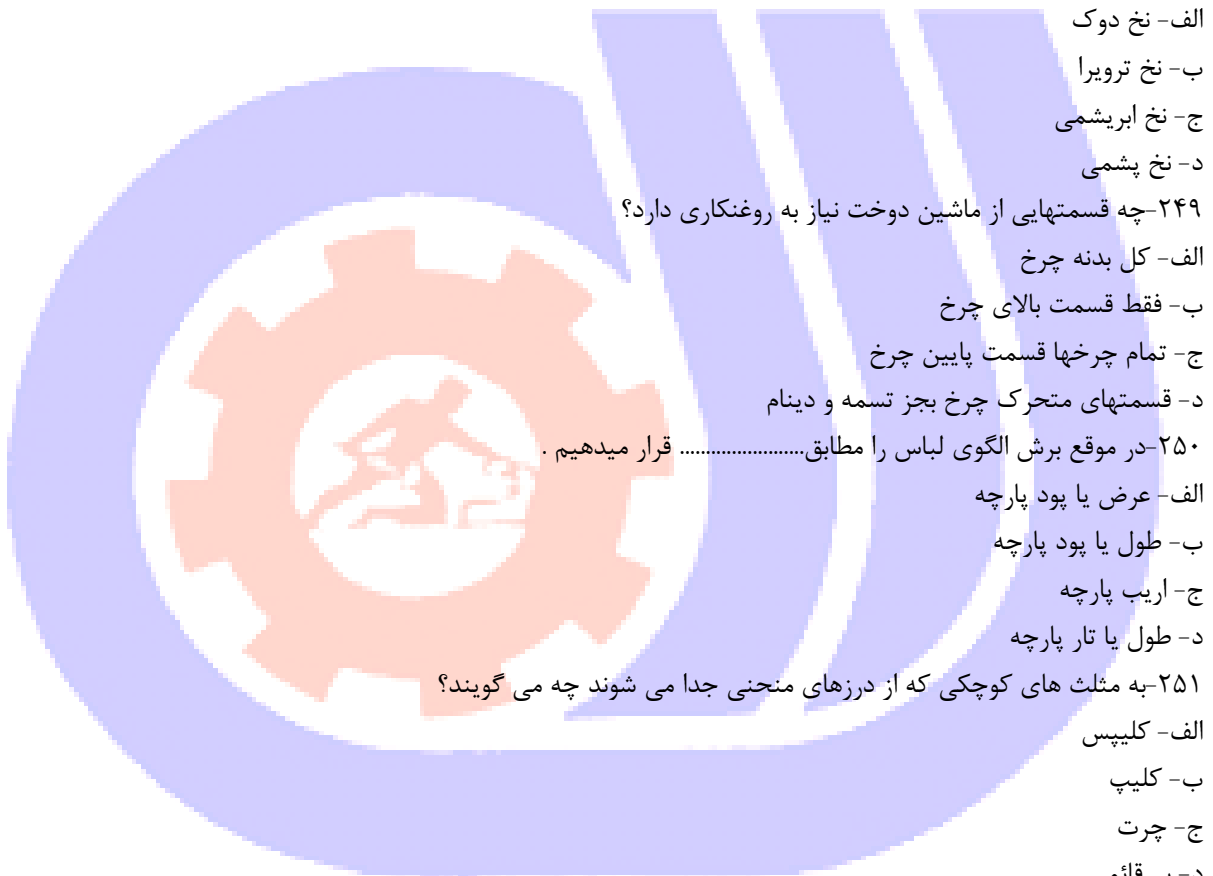 الف- نخ دوک
ب- نخ ترویرا
ج- نخ ابریشمی
د- نخ پشمی
۲۴۹-چه قسمتهایی از ماشین دوخت نیاز به روغنکاری دارد؟
الف- کل بدنه چرخ
ب- فقط قسمت بالای چرخ
ج- تمام چرخها قسمت پایین چرخ
د- قسمتهای متحرک چرخ بجز تسمه و دینام
۲۵۰-در موقع برش الگوی لباس را مطابق........................ قرار میدهیم .
الف- عرض یا پود پارچه
ب- طول یا پود پارچه
ج- اریب پارچه
د- طول یا تار پارچه
۲۵۱-به مثلث های کوچکی که از درزهای منحنی جدا می شوند چه می گویند؟
الف- کلیپس
ب- کلیپ
ج- چرت
د-